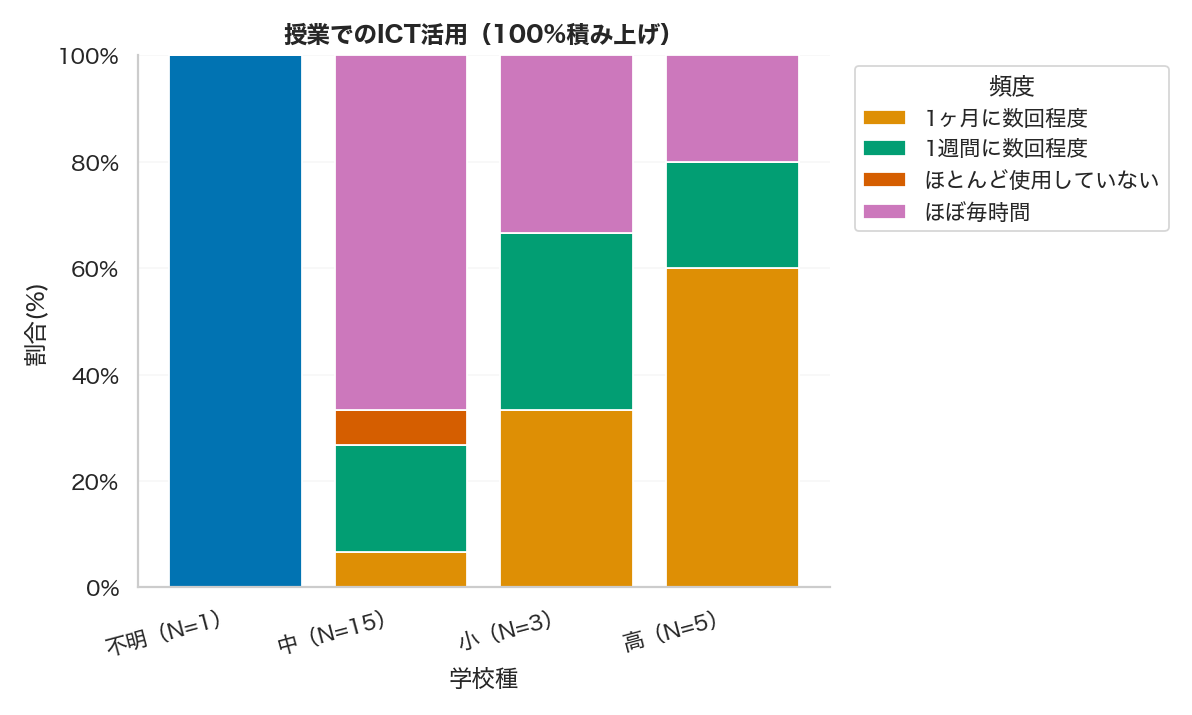 授業でのICT活用（100%積み上げ）
100%
80%
60%
40%
20%
0%
割合(%)
不明（N=1）
中（N=15）
小（N=3）
高（N=5）
学校種
頻度
1ヶ月に数回程度
1週間に数回程度
ほとんど使用していない
ほぼ毎時間